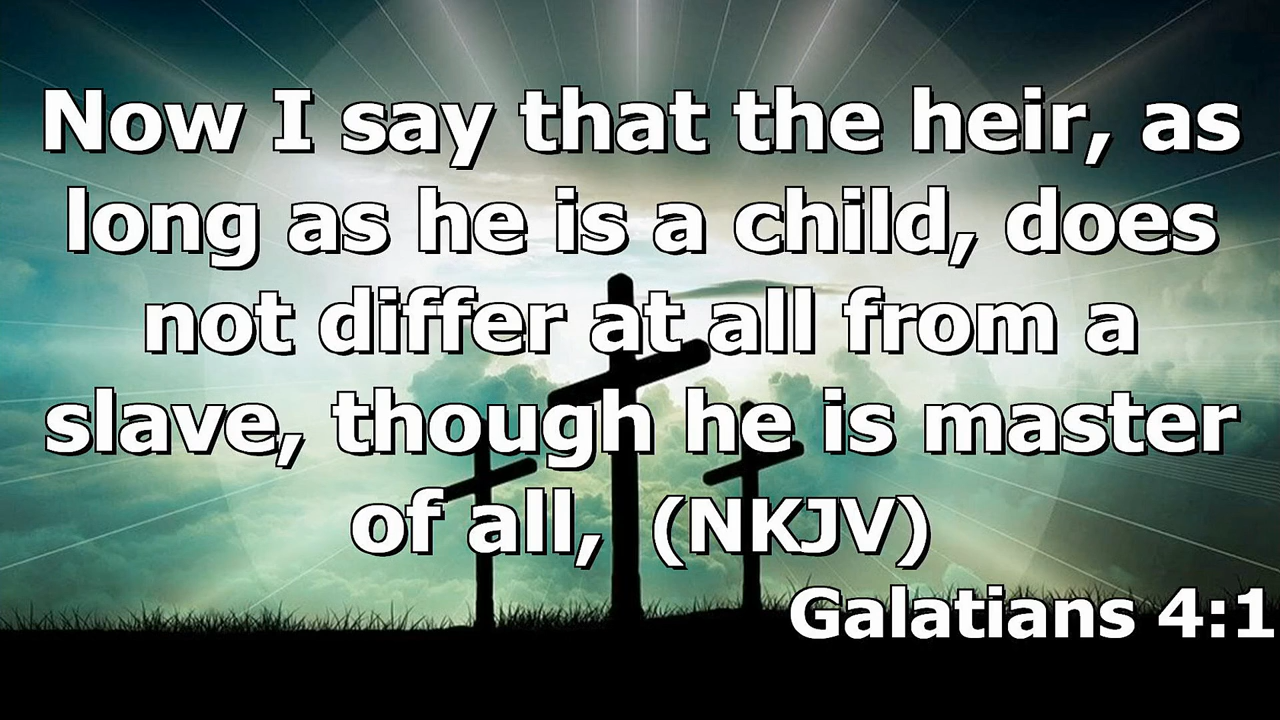 Now I say that the heir, as
long as he is a child, does
not differ at all from a
slave, though he is master
of all, (NKJV)
Galatians 4:1